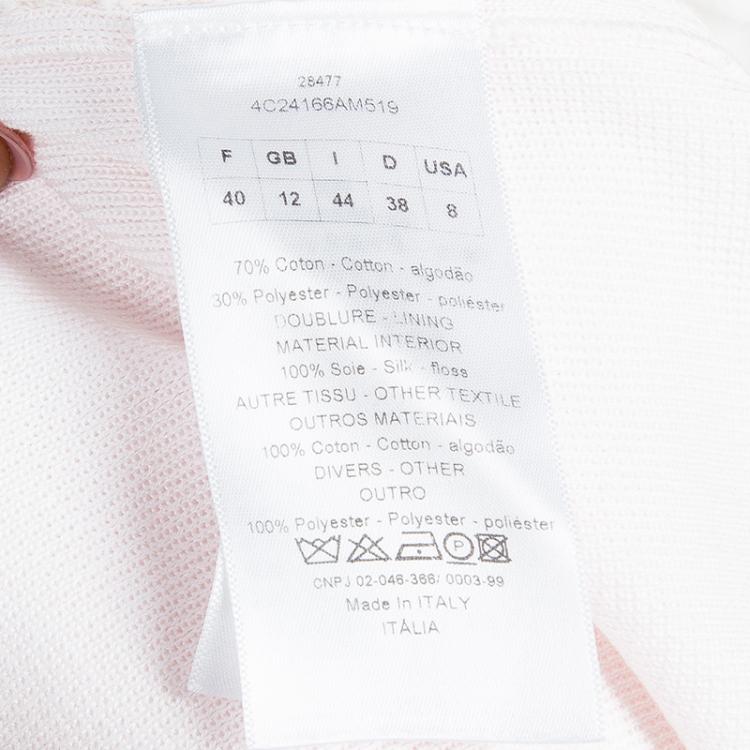 28477
4C24166AM519
F GB I D USA
40 12 44 38 8
70% Coton - Cotton - algodão
30% Polyester - Polyester - poliéster
DOUBLURE - LINING
MATERIAL INTERIOR
100% Soie - Silk - floss
AUTRE TISSU - OTHER TEXTILE
OUTROS MATERIAIS
100% Coton - Cotton - algodão
DIVERS - OTHER
OUTRO
100% Polyester - Polyester - poliéster
P
CNPJ 02-046-366/ 0003-99
Made In ITALY
ITÁLIA